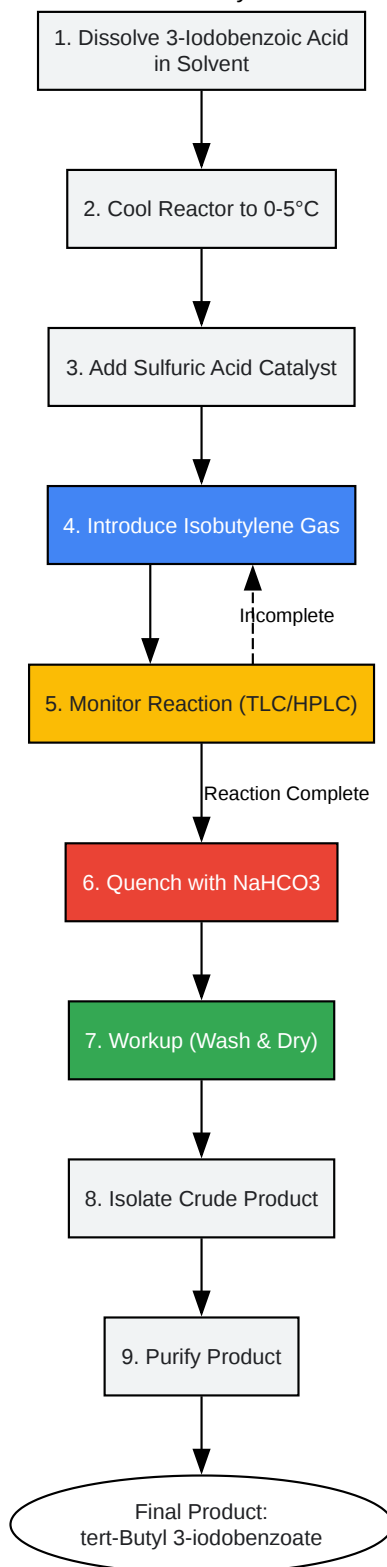 1. Dissolve 3-Iodobenzoic Acid
in Solvent
2. Cool Reactor to 0-5°C
3. Add Sulfuric Acid Catalyst
4. Introduce Isobutylene Gas
Incomplete
5. Monitor Reaction (TLC/HPLC)
Reaction Complete
6. Quench with NaHCO3
7. Workup (Wash & Dry)
8. Isolate Crude Product
9. Purify Product
Final Product:
tert-Butyl 3-iodobenzoate